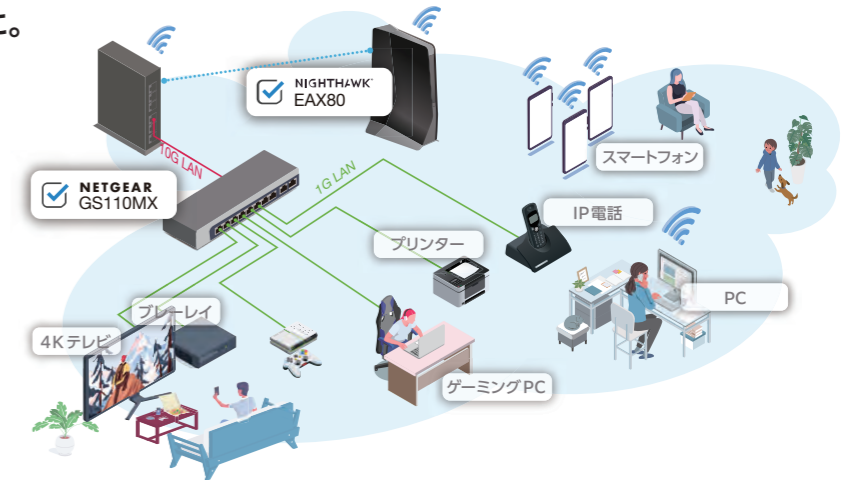 と。
NIGHTHAWK
EAX80
10G LAN
NETGEAR
GS110MX
1G LAN
スマートフォン
IP電話
プリンター
PC
ブレーレイ
4Kテレビ
ゲーミングPC